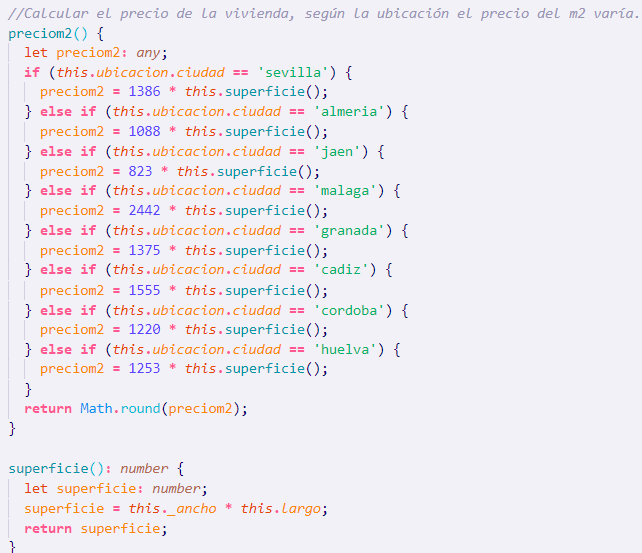 //Calcular el precio de la vivienda, según la ubicación el precio del m2 varía.
preciom2() {
  let preciom2: any;
  if (this.ubicacion.ciudad == 'sevilla') {
    preciom2 = 1386 * this.superficie();
  } else if (this.ubicacion.ciudad == 'almeria') {
    preciom2 = 1088 * this.superficie();
  } else if (this.ubicacion.ciudad == 'jaen') {
    preciom2 = 823 * this.superficie();
  } else if (this.ubicacion.ciudad == 'malaga') {
    preciom2 = 2442 * this.superficie();
  } else if (this.ubicacion.ciudad == 'granada') {
    preciom2 = 1375 * this.superficie();
  } else if (this.ubicacion.ciudad == 'cadiz') {
    preciom2 = 1555 * this.superficie();
  } else if (this.ubicacion.ciudad == 'cordoba') {
    preciom2 = 1220 * this.superficie();
  } else if (this.ubicacion.ciudad == 'huelva') {
    preciom2 = 1253 * this.superficie();
  }
  return Math.round(preciom2);
}

superficie(): number {
  let superficie: number;
  superficie = this._ancho * this.largo;
  return superficie;
}